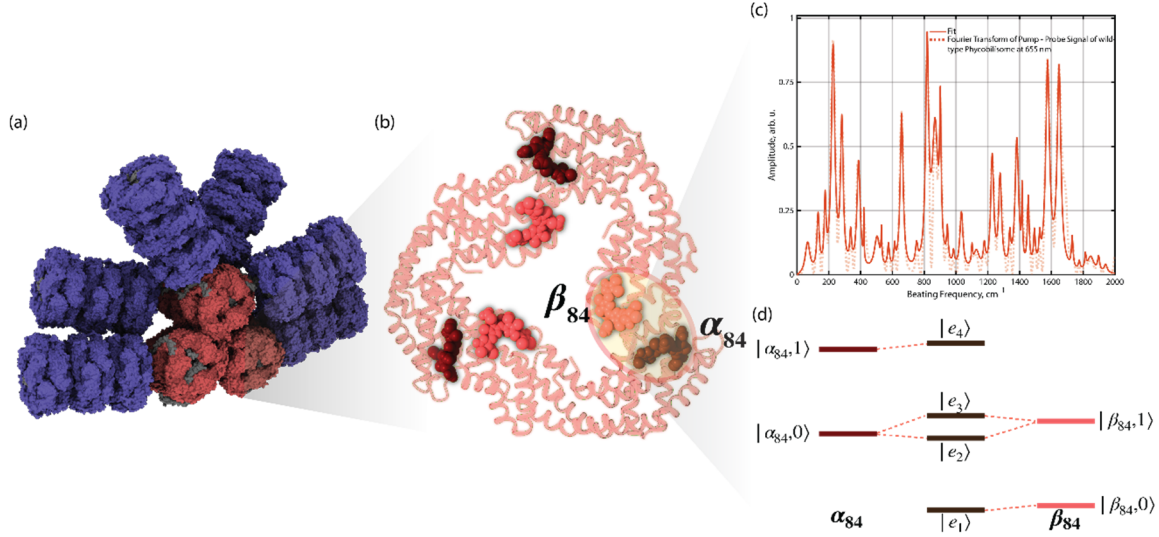 (a)
(b)
β84
α84
(c)
Fit
Fourier Transform of Pump - Probe Signal of wild-
type Phycobilisome at 655 nm
Amplitude, arb. u.
1
0.75
0.5
0.25
0
0 200 400 600 800 1000 1200 1400 1600 1800 2000
Beating Frequency, cm-1
(d)
|α84,1⟩
|e4⟩
|α84,0⟩
|e3⟩
|e2⟩
|β84,1⟩
|e1⟩
|β84,0⟩
α84
β84